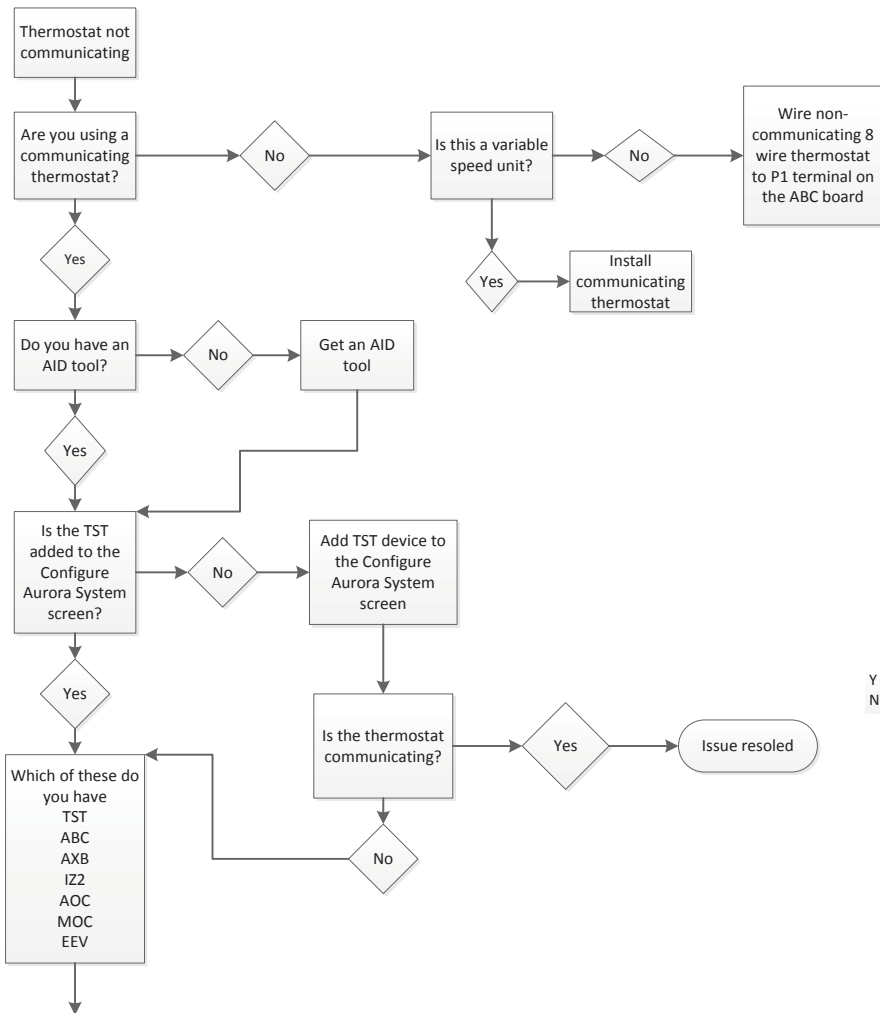 Thermostat not
communicating
Are you using a
communicating
thermostat?
No
Is this a variable
speed unit?
No
Wire non-
communicating 8
wire thermostat
to P1 terminal on
the ABC board
Yes
Yes
Install
communicating
thermostat
Do you have an
AID tool?
No
Get an AID
tool
Yes
Is the TST
added to the
Configure
Aurora System
screen?
No
Add TST device to
the Configure
Aurora System
screen
Yes
Is the thermostat
communicating?
Yes
Issue resoled
Y
N
Which of these do
you have
TST
ABC
AXB
IZ2
AOC
MOC
EEV
No